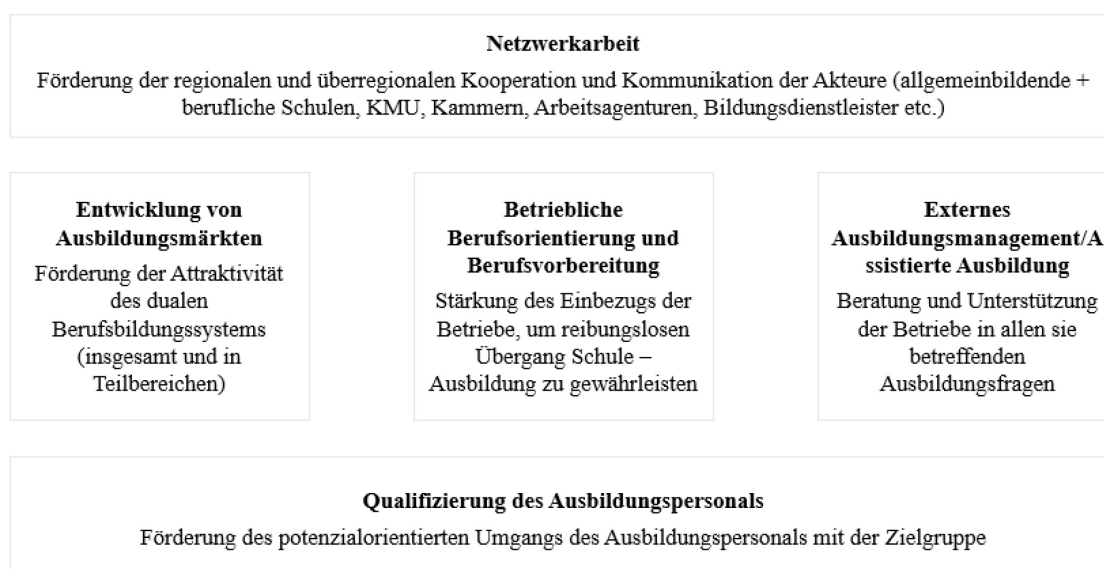 Netzwerkarbeit
Förderung der regionalen und überregionalen Kooperation und Kommunikation der Akteure (allgemeinbildende +
berufliche Schulen, KMU, Kammern, Arbeitsagenturen, Bildungsdienstleister etc.)
Entwicklung von
Ausbildungsmärkten
Förderung der Attraktivität
des dualen
Berufsbildungssystems
(insgesamt und in
Teilbereichen)
Betriebliche
Berufsorientierung und
Berufsvorbereitung
Stärkung des Einbezugs der
Betriebe, um reibungslosen
Übergang Schule –
Ausbildung zu gewährleisten
Externes
Ausbildungsmanagement/A
ssistierte Ausbildung
Beratung und Unterstützung
der Betriebe in allen sie
betreffenden
Ausbildungsfragen
Qualifizierung des Ausbildungspersonals
Förderung des potenzialorientierten Umgangs des Ausbildungspersonals mit der Zielgruppe